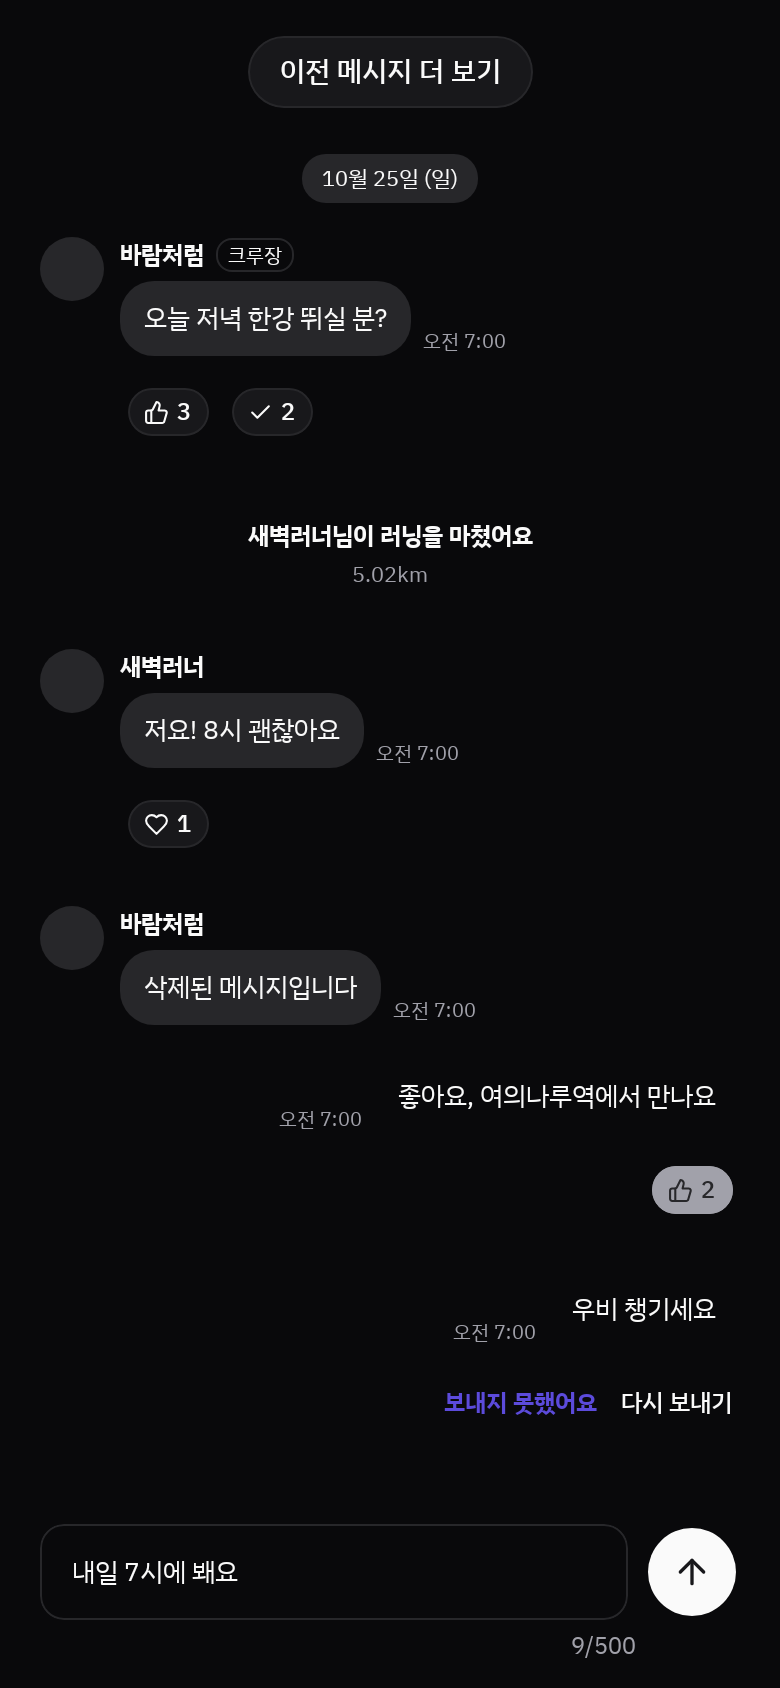 이전 메시지 더 보기
10월 25일 (일)
바람처럼 크루장
오늘 저녁 한강 뛰실 분?
오전 7:00
3 2
새벽러너님이 러닝을 마쳤어요
5.02km
새벽러너
저요! 8시 괜찮아요
오전 7:00
1
바람처럼
삭제된 메시지입니다
오전 7:00
좋아요, 여의나루역에서 만나요
오전 7:00
2
우비 챙기세요
오전 7:00
보내지 못했어요 다시 보내기
내일 7시에 봬요
9/500